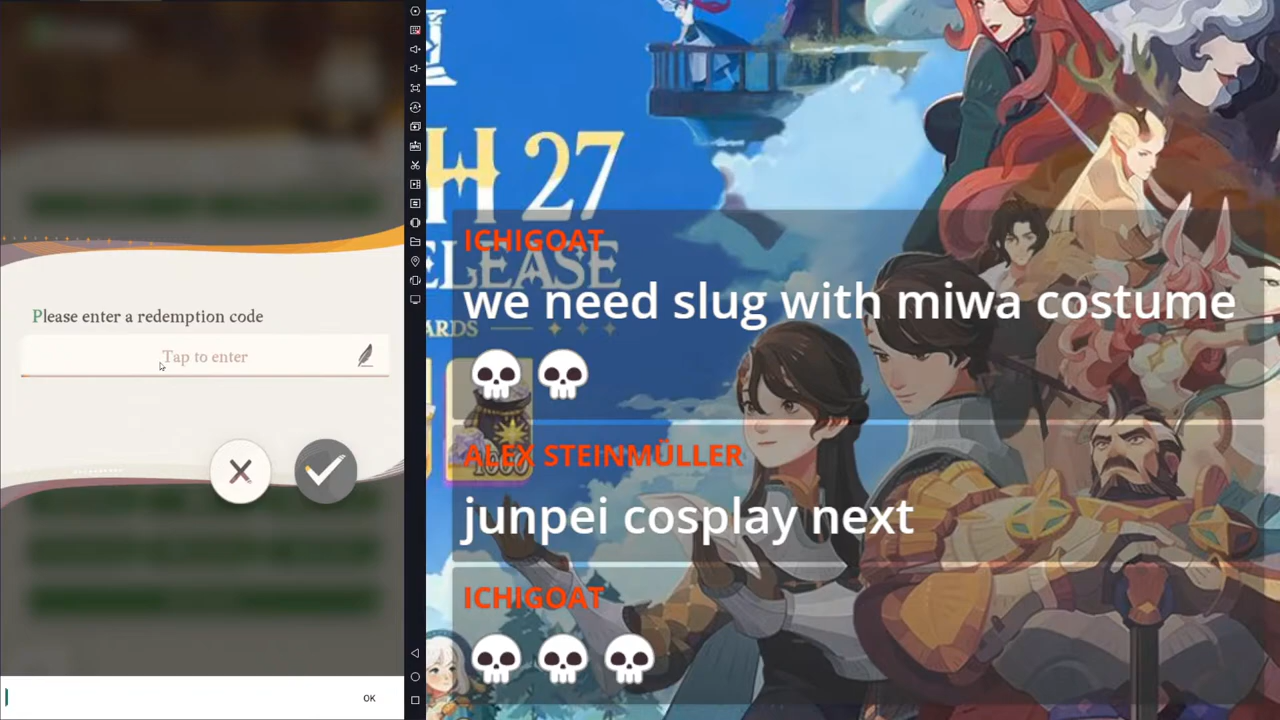 Please enter a redemption code
Tap to enter
OK
H 27
ELEASE
ARDS
1000
ICHIGOAT
we need slug with miwa costume
💀 💀
ALEX STEINMÜLLER
junpei cosplay next
ICHIGOAT
💀 💀 💀